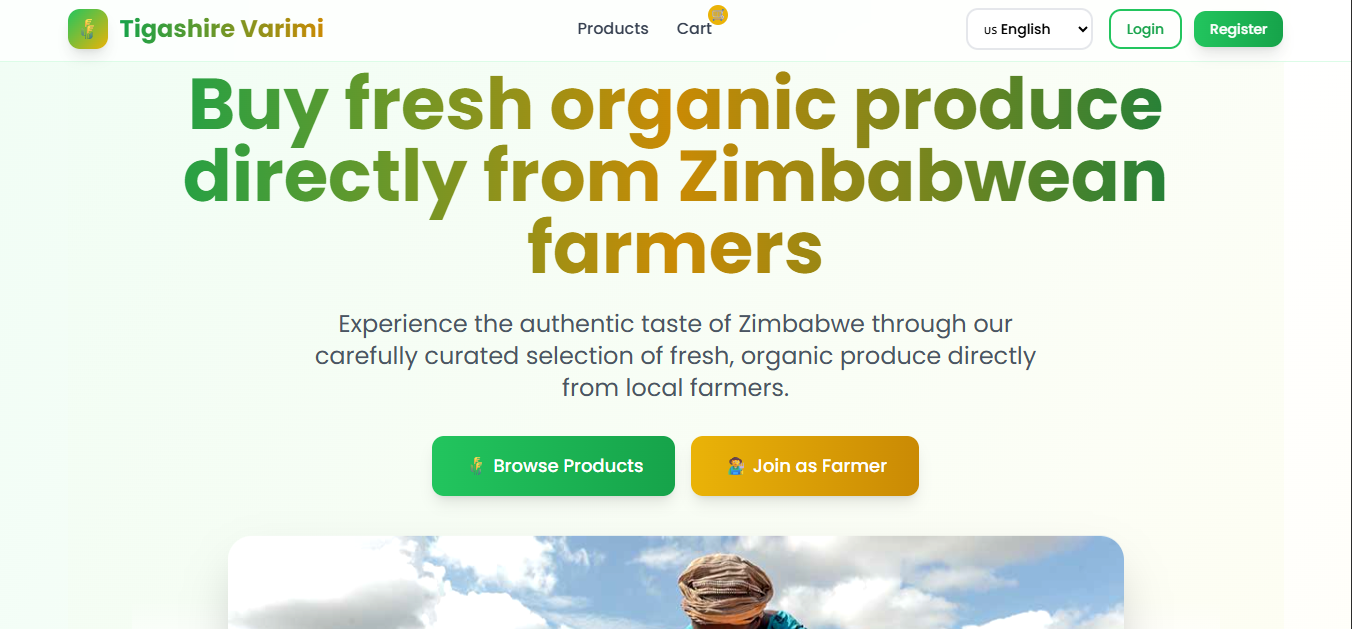 Tigashire Varimi
Products
Cart
us English
Login
Register
Buy fresh organic produce
directly from Zimbabwean
farmers
Experience the authentic taste of Zimbabwe through our
carefully curated selection of fresh, organic produce directly
from local farmers.
Browse Products
Join as Farmer